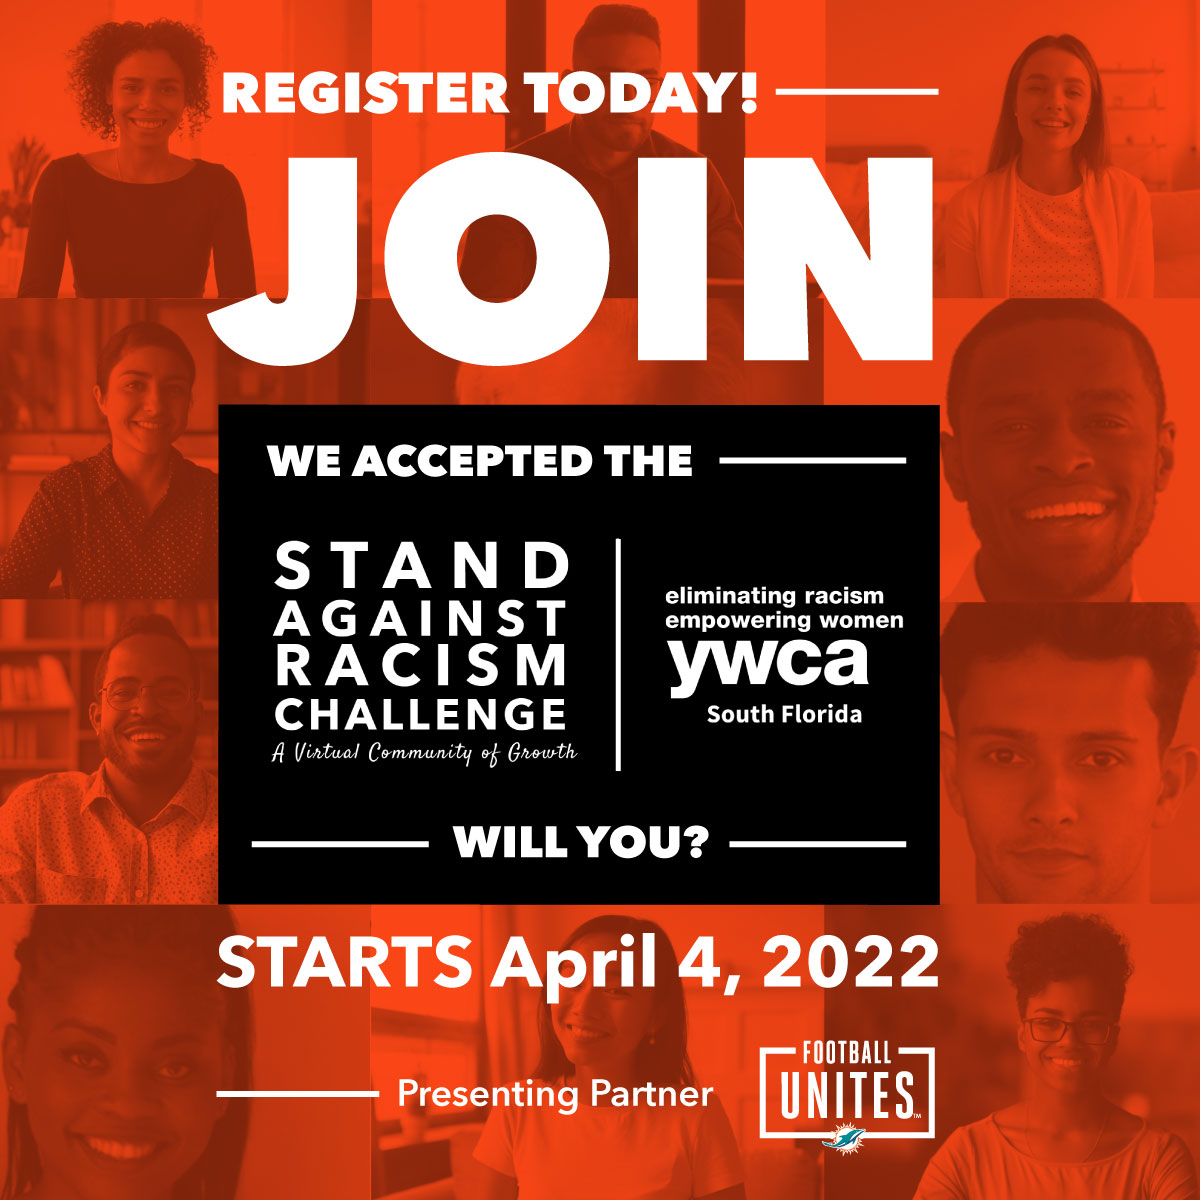 REGISTER TODAY!
JOIN
WE ACCEPTED THE
STAND
AGAINST
RACISM
CHALLENGE
A Virtual Community of Growth
eliminating racism
empowering women
ywca
South Florida
WILL YOU?
STARTS April 4, 2022
Presenting Partner
FOOTBALL
UNITES™